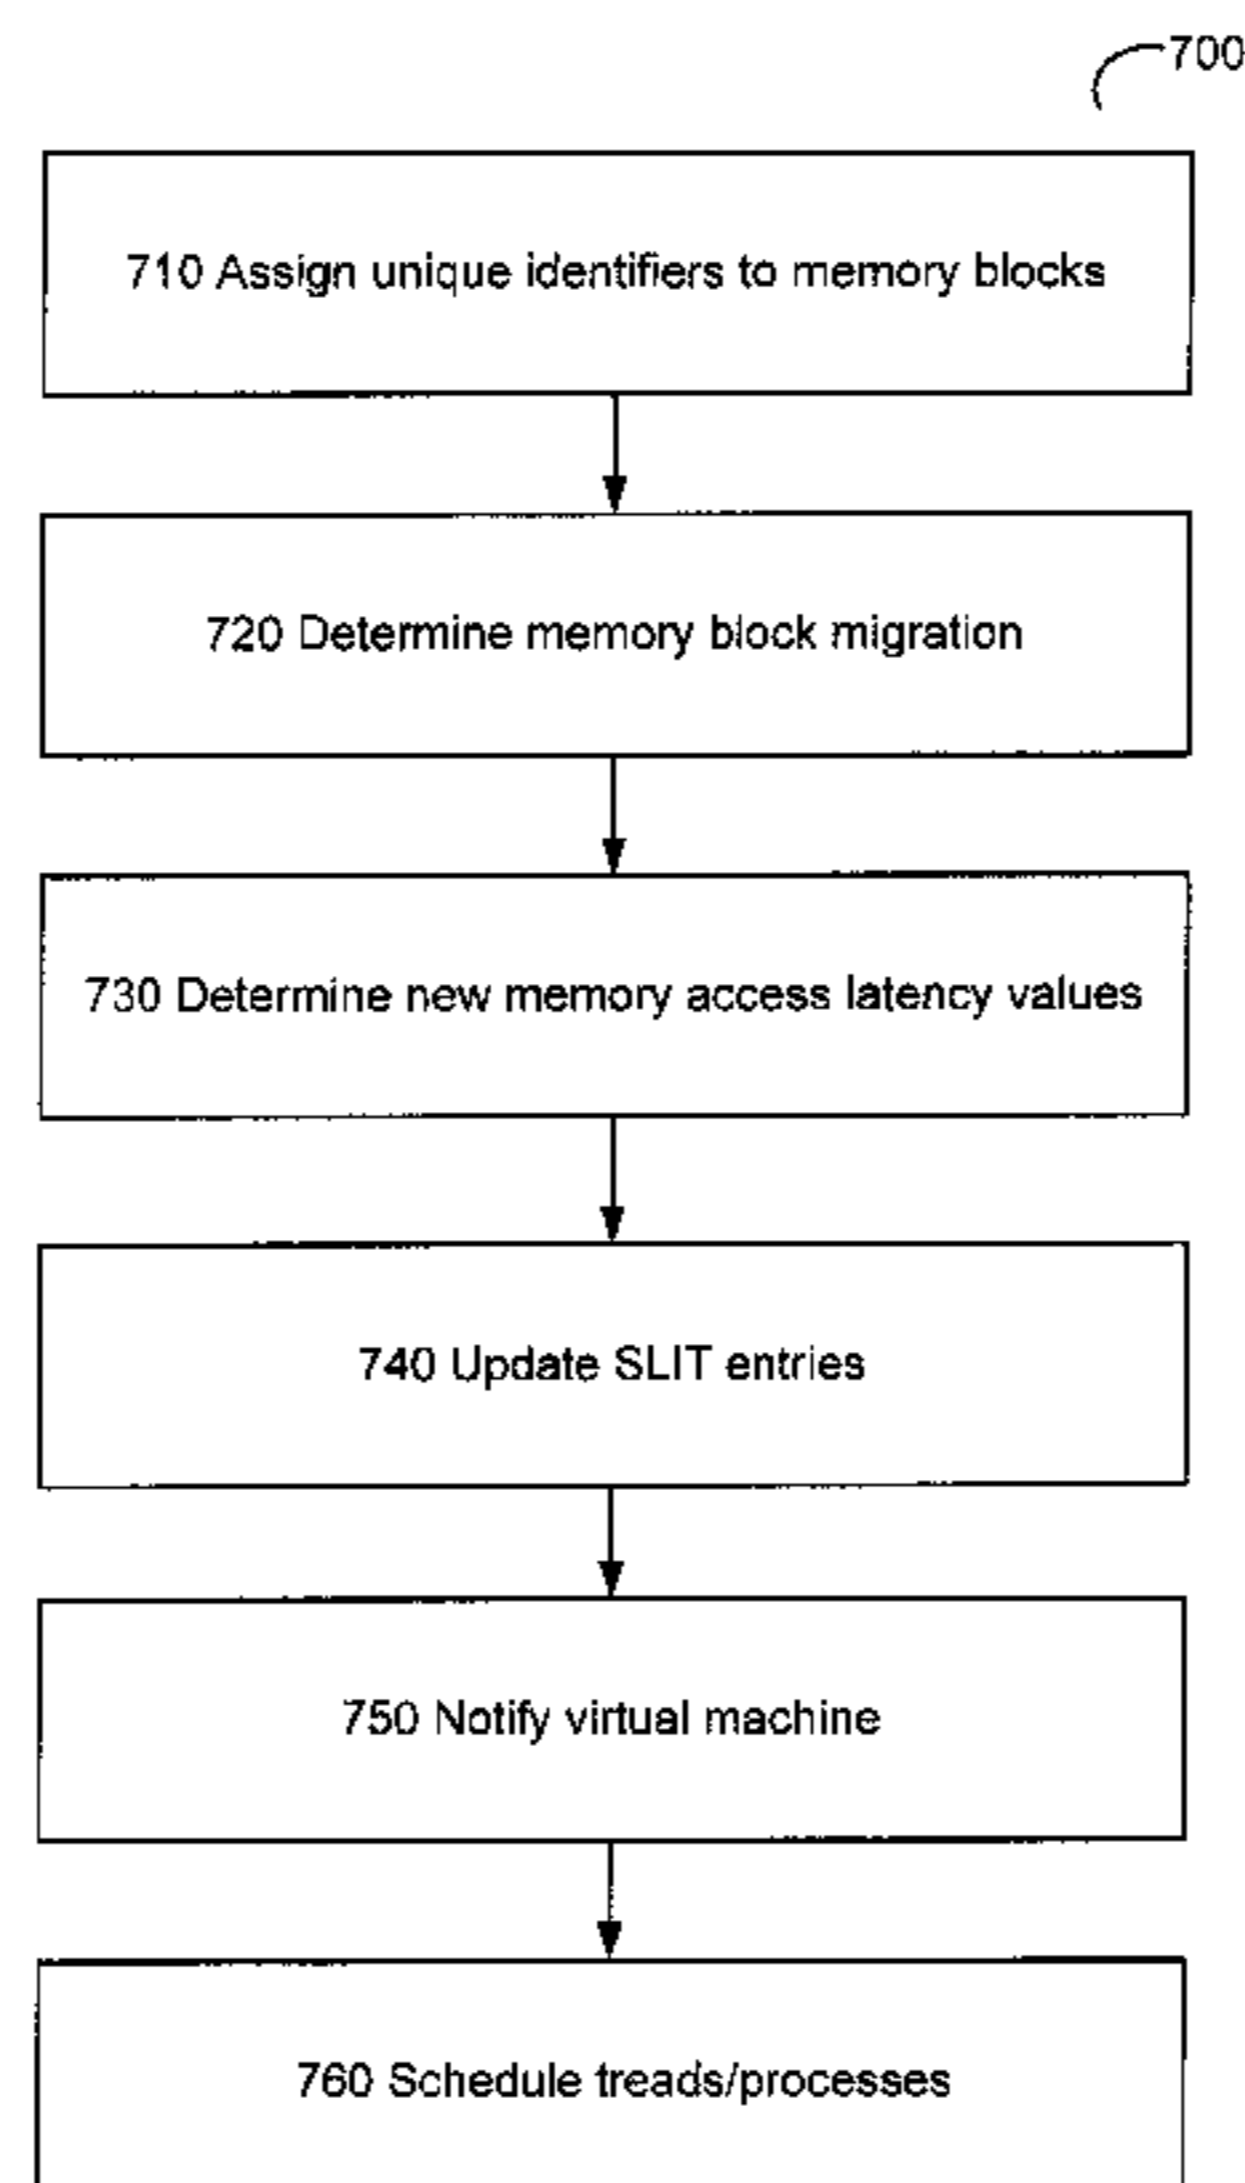 700
710 Assign unique identifiers to memory blocks
720 Determine memory block migration
730 Determine new memory access latency values
740 Update SLIT entries
750 Notify virtual machine
760 Schedule treads/processes